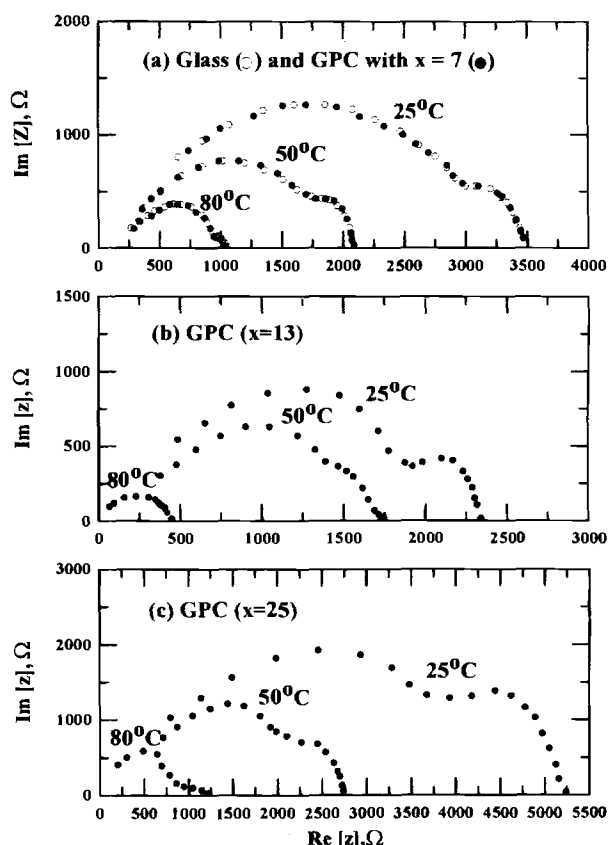 2000
(a) Glass (○) and GPC with x = 7 (●)
25⁰C
50⁰C
80⁰C
1000
0
Im [Z], Ω
0 500 1000 1500 2000 2500 3000 3500 4000
1500
(b) GPC (x=13)
1000
25⁰C
50⁰C
500
80⁰C
0
Im [z], Ω
500 1000 1500 2000 2500 3000
3000
(c) GPC (x=25)
2000
25⁰C
50⁰C
1000
80⁰C
0
Im [z], Ω
0 500 1000 1500 2000 2500 3000 3500 4000 4500 5000 5500
Re [z],Ω